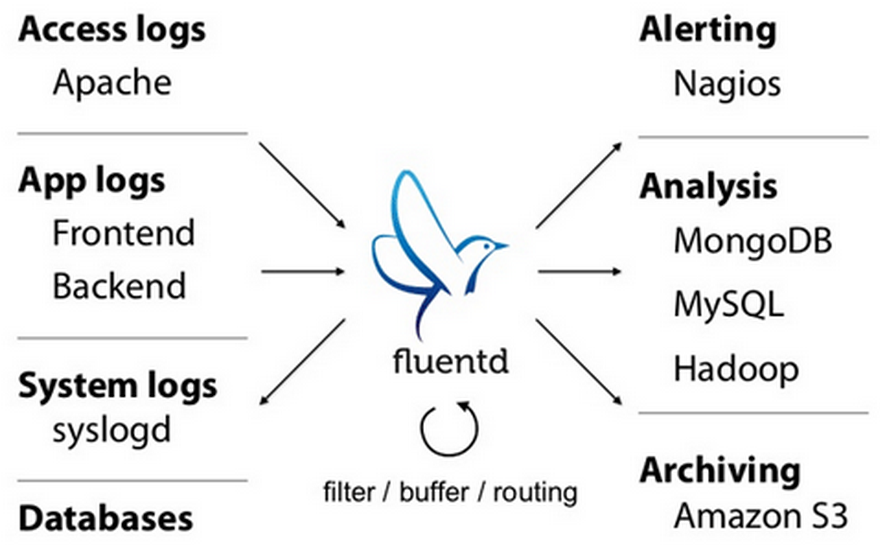 Access logs
Apache
App logs
Frontend
Backend
System logs
syslogd
Databases
fluentd
filter / buffer / routing
Alerting
Nagios
Analysis
MongoDB
MySQL
Hadoop
Archiving
Amazon S3